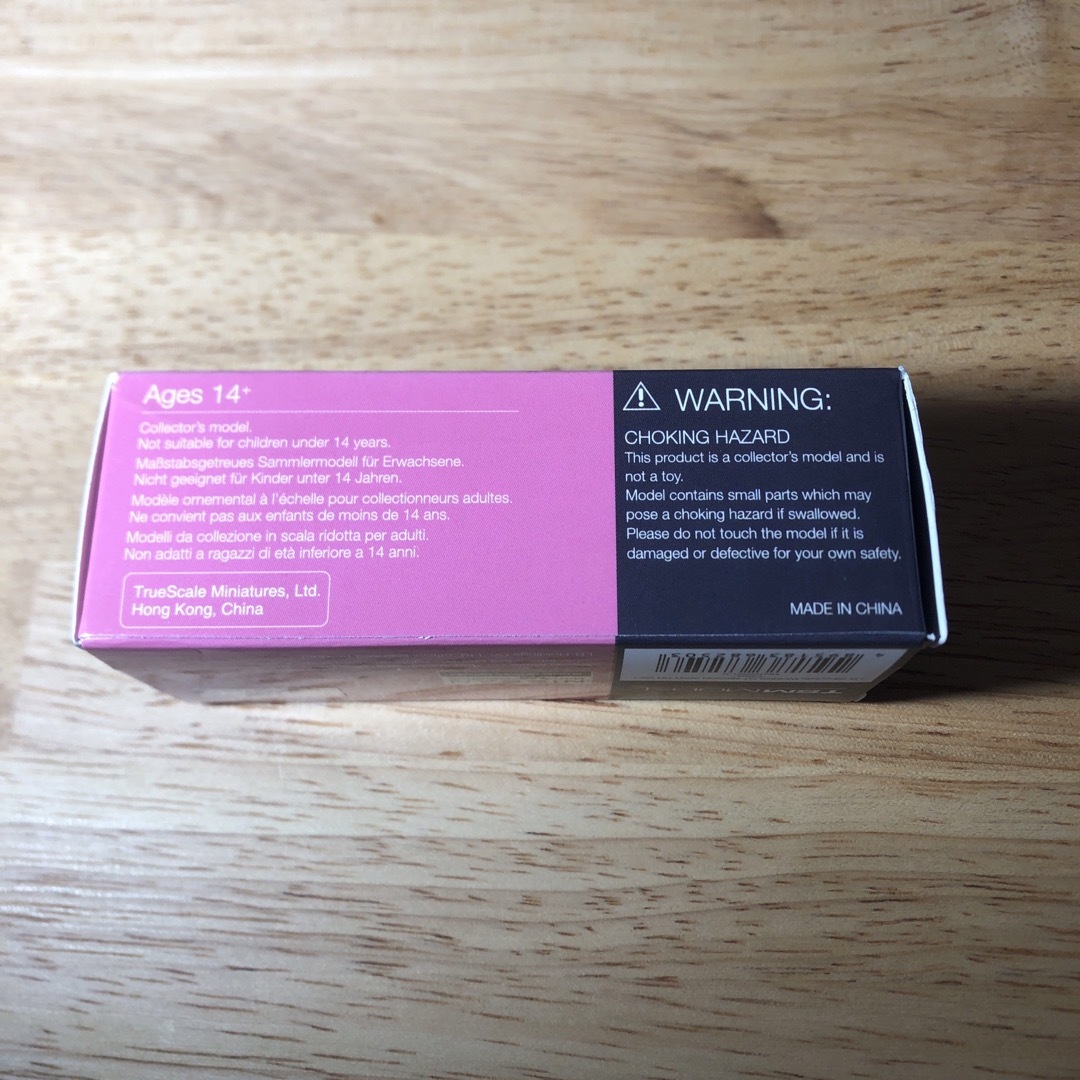 Ages 14+
Collector's model.
Not suitable for children under 14 years.
Maßstabsgetreues Sammlermodell für Erwachsene.
Nicht geeignet für Kinder unter 14 Jahren.
Modèle ornemental à l'échelle pour collectionneurs adultes.
Ne convient pas aux enfants de moins de 14 ans.
Modelli da collezione in scala ridotta per adulti.
Non adatti a ragazzi di età inferiore a 14 anni.
TrueScale Miniatures, Ltd.
Hong Kong, China
WARNING:
CHOKING HAZARD
This product is a collector's model and is
not a toy.
Model contains small parts which may
pose a choking hazard if swallowed.
Please do not touch the model if it is
damaged or defective for your own safety.
MADE IN CHINA